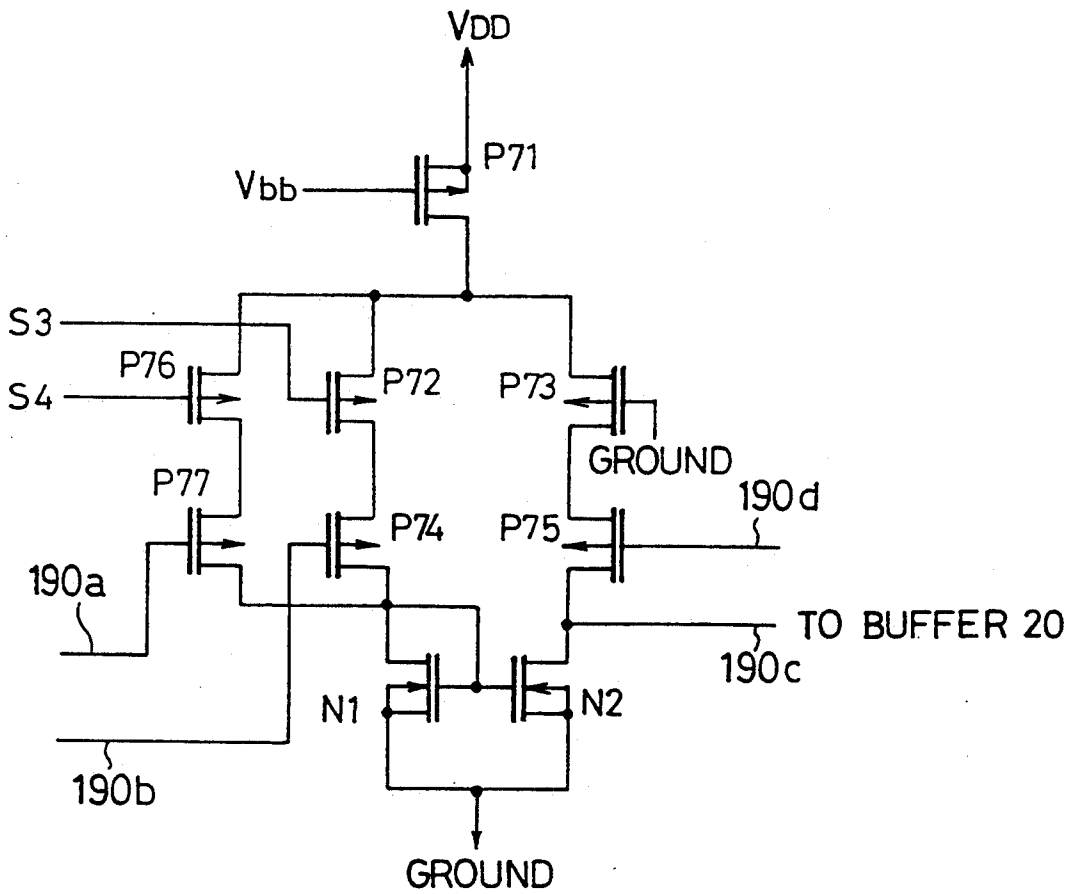 VDD
P71
Vbb
S3
P76
P72
P73
S4
GROUND
P77
190d
P74
P75
190a
TO BUFFER 20
190c
N1
N2
190b
GROUND